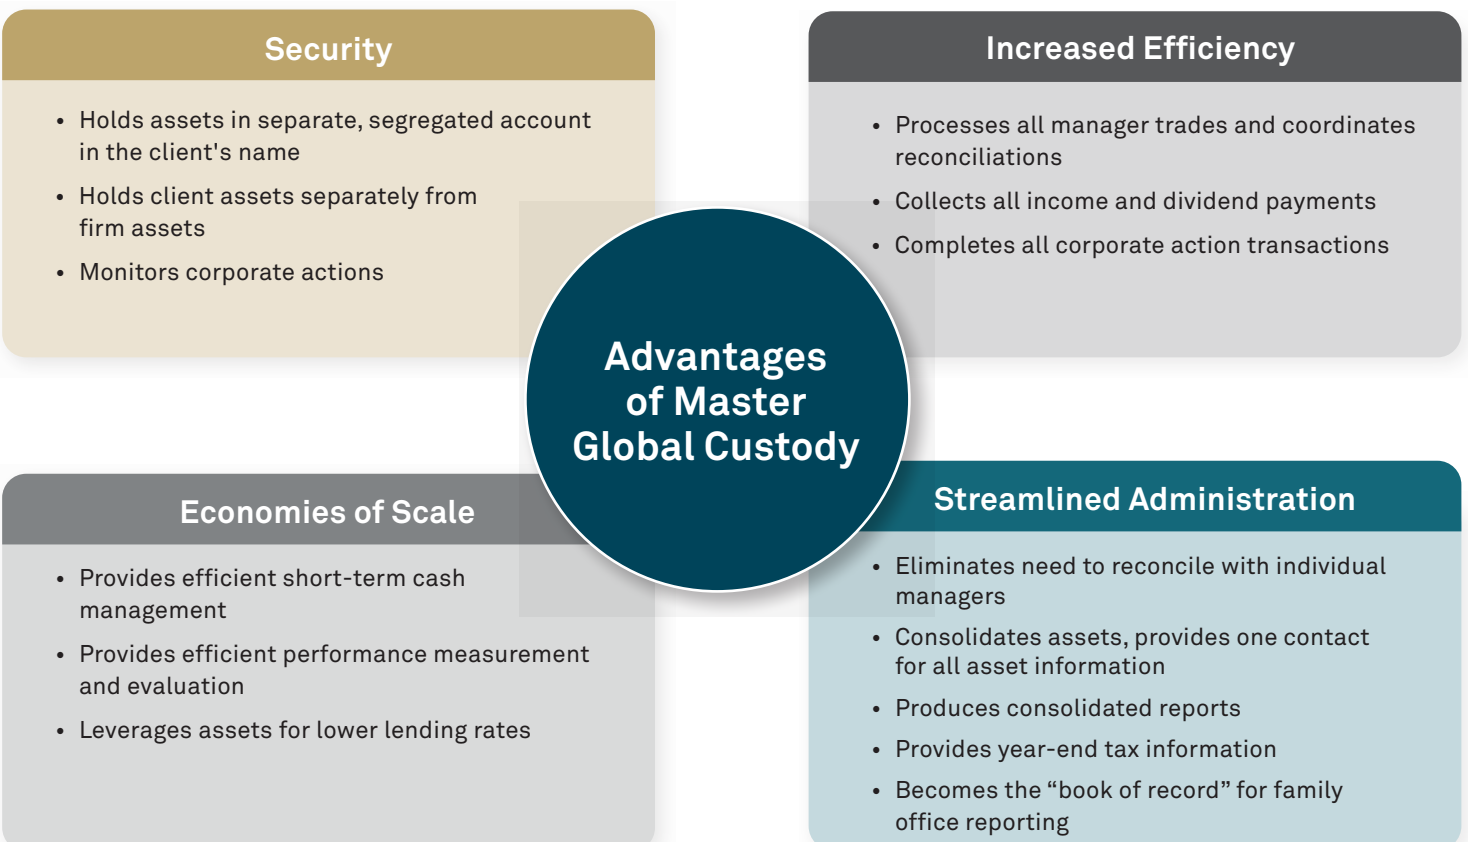 Security
• Holds assets in separate, segregated account
in the client's name
• Holds client assets separately from
firm assets
• Monitors corporate actions
Increased Efficiency
• Processes all manager trades and coordinates
reconciliations
• Collects all income and dividend payments
• Completes all corporate action transactions
Advantages
of Master
Global Custody
Economies of Scale
• Provides efficient short-term cash
management
• Provides efficient performance measurement
and evaluation
• Leverages assets for lower lending rates
Streamlined Administration
• Eliminates need to reconcile with individual
managers
• Consolidates assets, provides one contact
for all asset information
• Produces consolidated reports
• Provides year-end tax information
• Becomes the “book of record” for family
office reporting